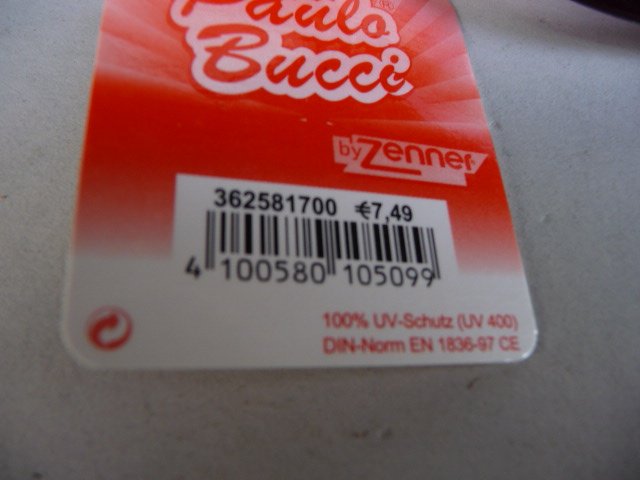 Paulo ®
Bucci
by Zenner
362581700 €7,49
4 100580 105099
100% UV-Schutz (UV 400)
DIN-Norm EN 1836-97 CE